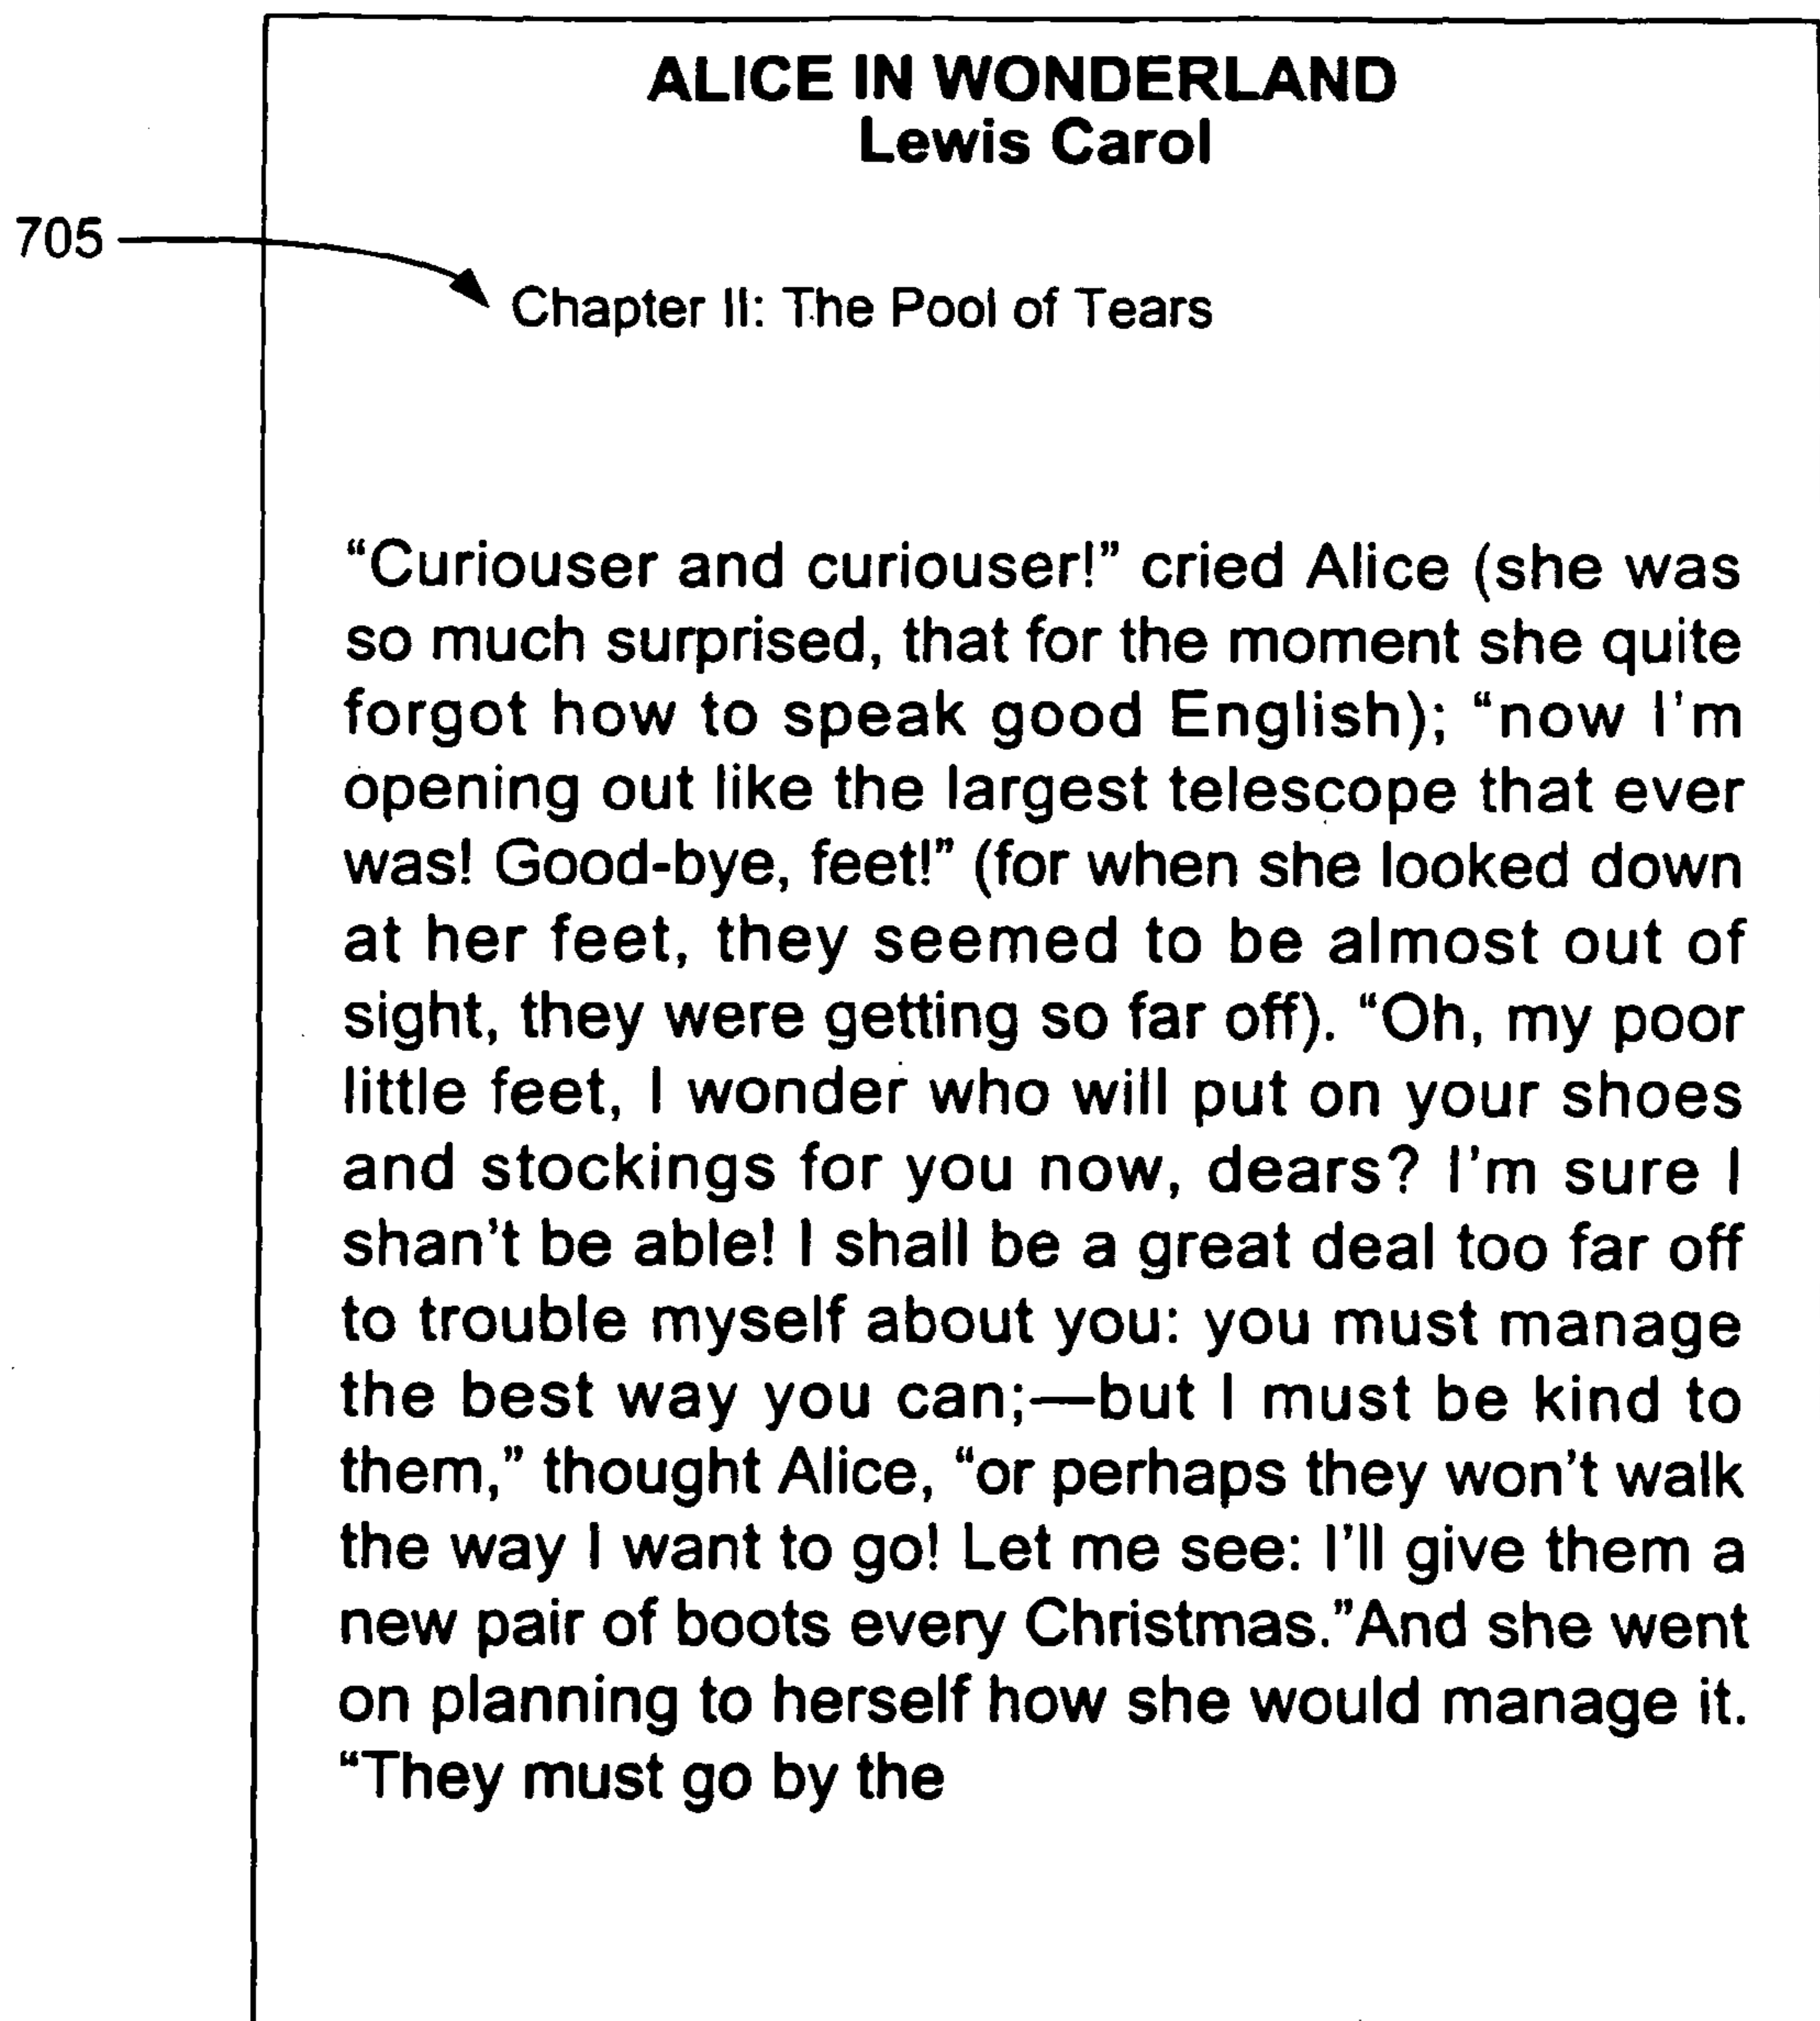 ALICE IN WONDERLAND
Lewis Carol
705
Chapter II: The Pool of Tears
“Curiouser and curiouser!” cried Alice (she was
so much surprised, that for the moment she quite
forgot how to speak good English); “now I'm
opening out like the largest telescope that ever
was! Good-bye, feet!” (for when she looked down
at her feet, they seemed to be almost out of
sight, they were getting so far off). “Oh, my poor
little feet, I wonder who will put on your shoes
and stockings for you now, dears? I'm sure I
shan't be able! I shall be a great deal too far off
to trouble myself about you: you must manage
the best way you can;—but I must be kind to
them,” thought Alice, “or perhaps they won't walk
the way I want to go! Let me see: I'll give them a
new pair of boots every Christmas.”And she went
on planning to herself how she would manage it.
“They must go by the